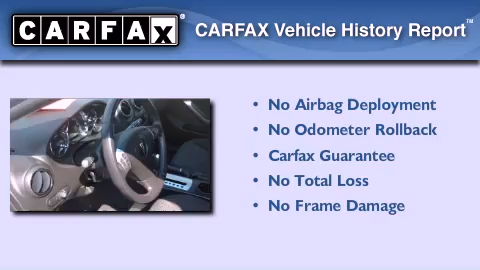 CARFAX®
CARFAX Vehicle History Report™
• No Airbag Deployment
• No Odometer Rollback
• Carfax Guarantee
• No Total Loss
• No Frame Damage